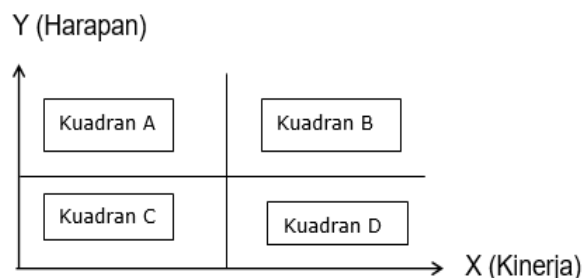 Y (Harapan)
Kuadran A
Kuadran B
Kuadran C
Kuadran D
X (Kinerja)